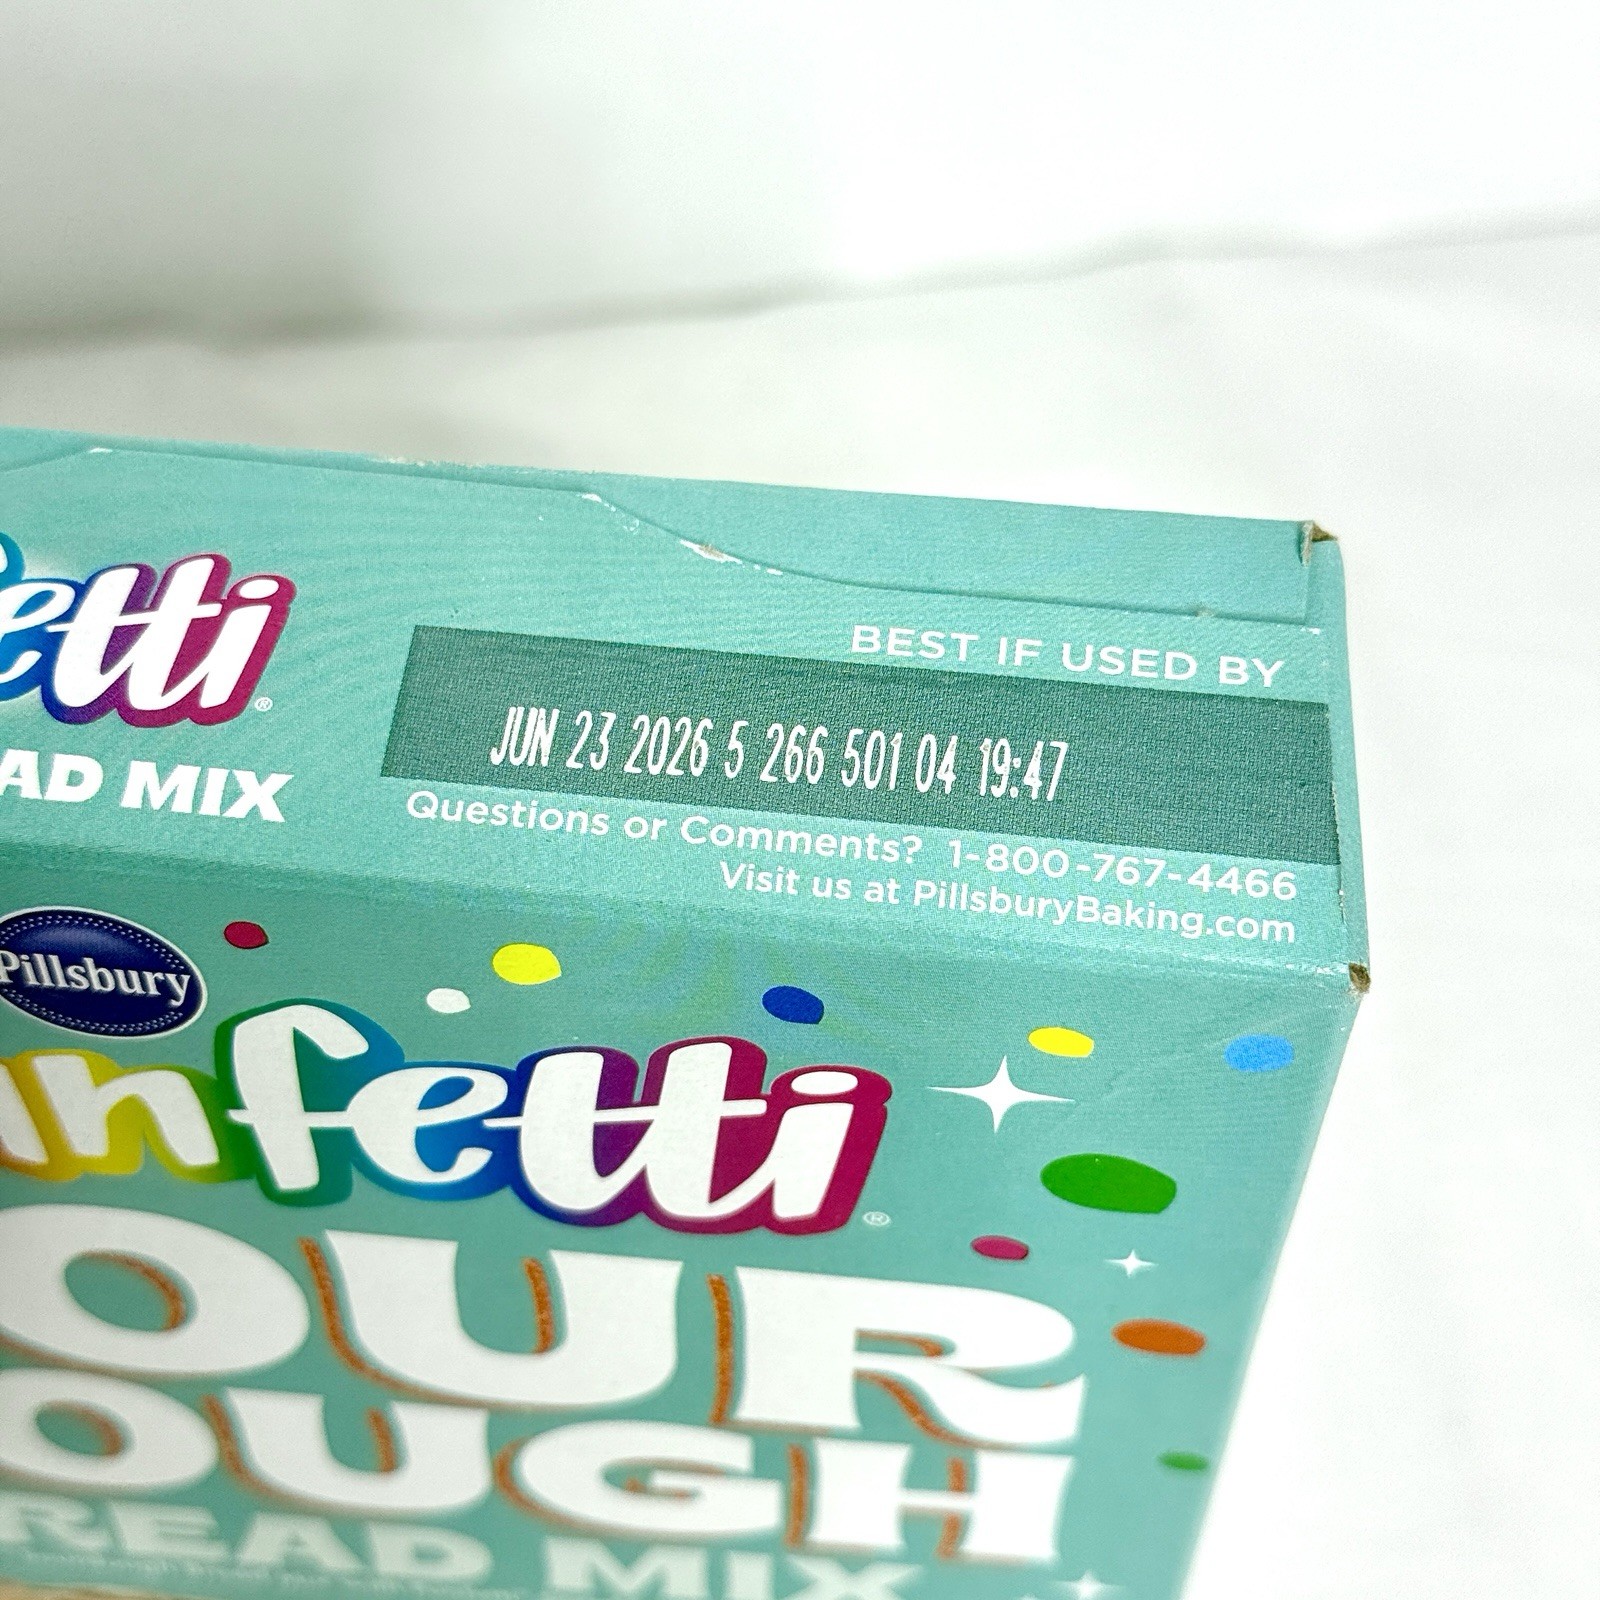 fetti®
AD MIX
BEST IF USED BY
JUN 23 2026 5 266 501 04 19:47
Questions or Comments? 1-800-767-4466
Visit us at PillsburyBaking.com
Pillsbury
unfetti®
OUR
OUGH
READ MIX